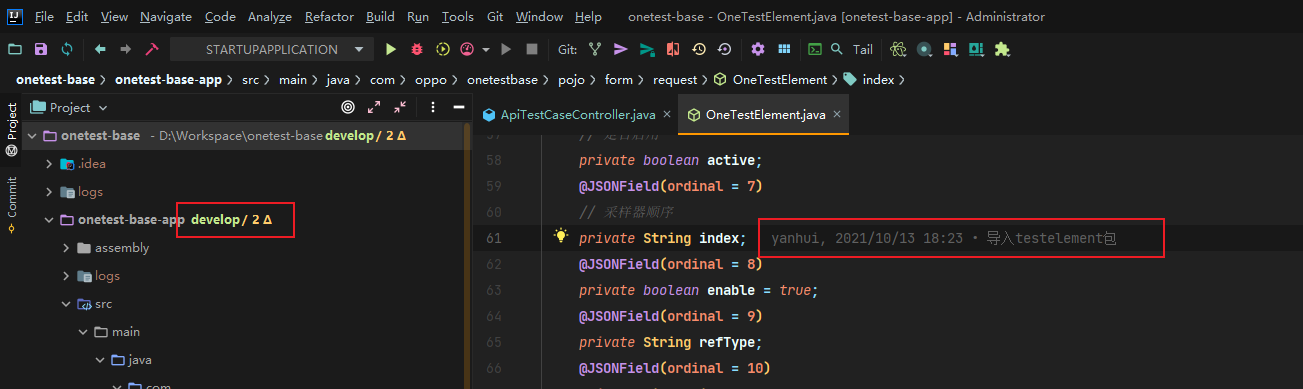 IJ File Edit View Navigate Code Analyze Refactor Build Run Tools Git Window Help onetest-base - OneTestElement.java [onetest-base-app] - Administrator
STARTUPAPPLICATION Git: Tail
onetest-base > onetest-base-app > src > main > java > com > oppo > onetestbase > pojo > form > request > OneTestElement > index >
Project
Commit
Project
onetest-base - D:\Workspace\onetest-base develop/ 2 Δ
.idea
logs
onetest-base-app develop/ 2 Δ
assembly
logs
src
main
java
com
ApiTestCaseController.java × OneTestElement.java ×
58 private boolean active;
59 @JSONField(ordinal = 7)
60 // 采样器顺序
61 private String index; yanhui, 2021/10/13 18:23 · 导入testelement包
62 @JSONField(ordinal = 8)
63 private boolean enable = true;
64 @JSONField(ordinal = 9)
65 private String refType;
66 @JSONField(ordinal = 10)